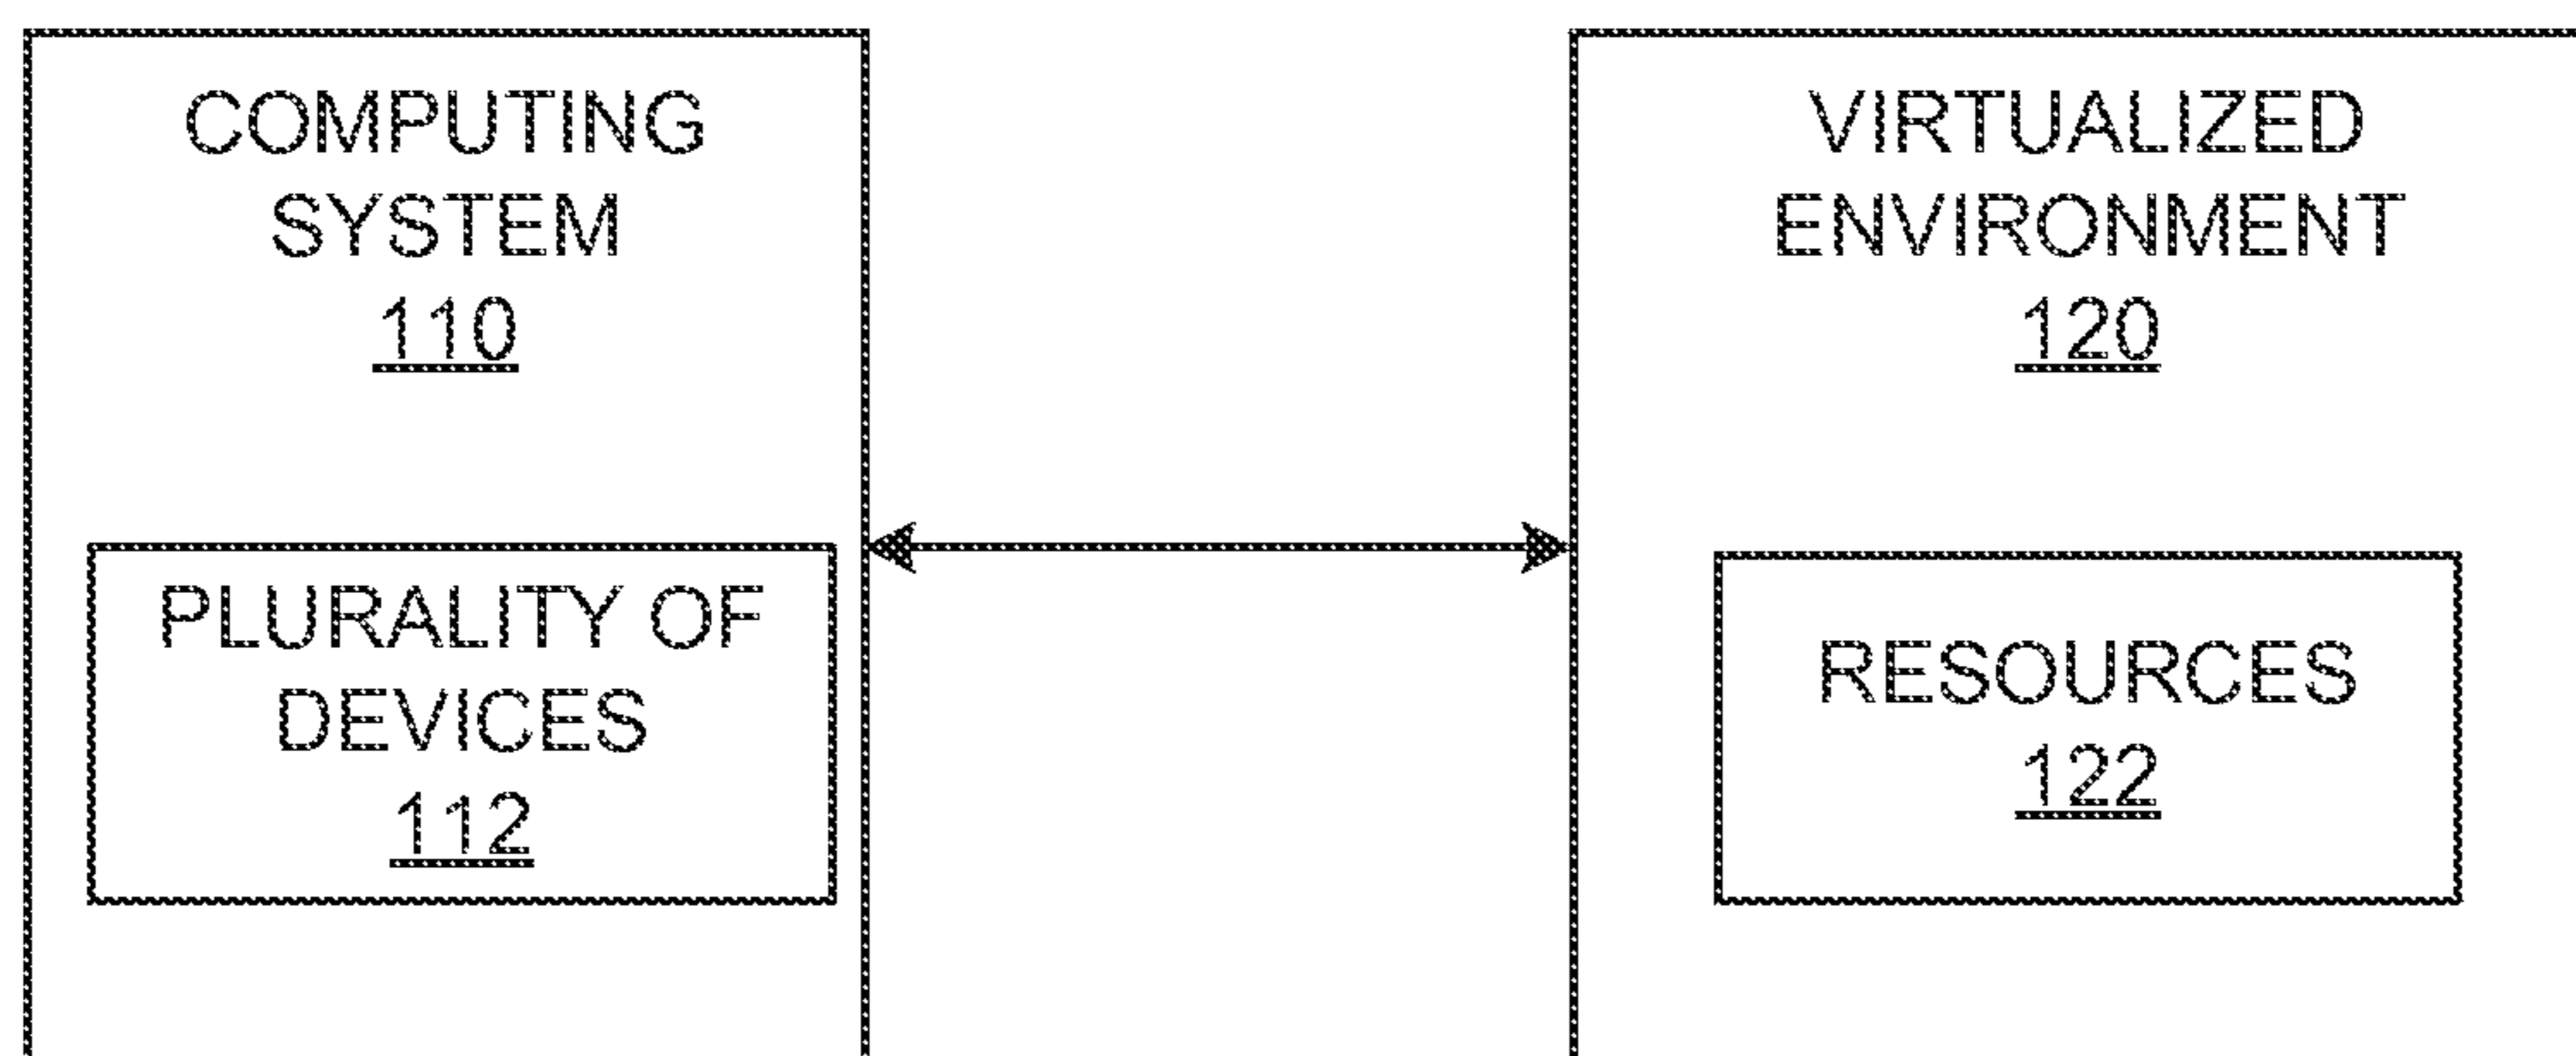 COMPUTING
SYSTEM
110
PLURALITY OF
DEVICES
112
VIRTUALIZED
ENVIRONMENT
120
RESOURCES
122